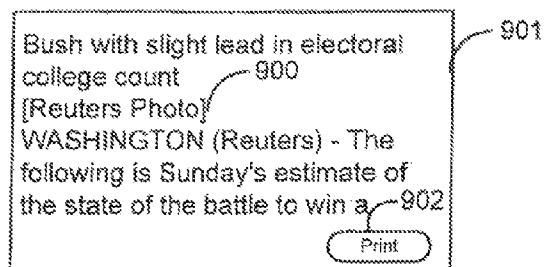 Bush with slight lead in electoral 901
college count 900
[Reuters Photo]
WASHINGTON (Reuters) - The
following is Sunday's estimate of
the state of the battle to win a 902
Print